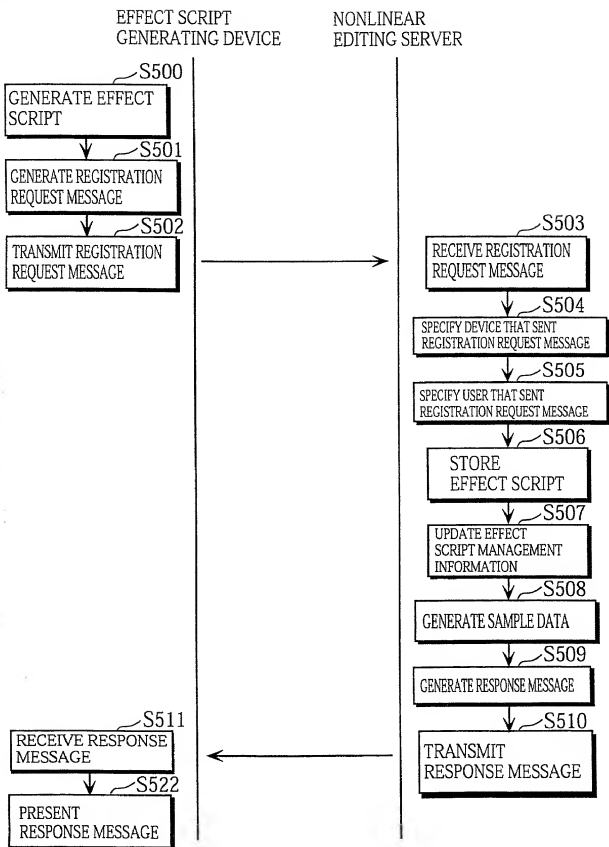 EFFECT SCRIPT
GENERATING DEVICE
NONLINEAR
EDITING SERVER
S500
GENERATE EFFECT
SCRIPT
S501
GENERATE REGISTRATION
REQUEST MESSAGE
S502
TRANSMIT REGISTRATION
REQUEST MESSAGE
S503
RECEIVE REGISTRATION
REQUEST MESSAGE
S504
SPECIFY DEVICE THAT SENT
REGISTRATION REQUEST MESSAGE
S505
SPECIFY USER THAT SENT
REGISTRATION REQUEST MESSAGE
S506
STORE
EFFECT SCRIPT
S507
UPDATE EFFECT
SCRIPT MANAGEMENT
INFORMATION
S508
GENERATE SAMPLE DATA
S509
GENERATE RESPONSE MESSAGE
S510
TRANSMIT
RESPONSE MESSAGE
S511
RECEIVE RESPONSE
MESSAGE
S522
PRESENT
RESPONSE MESSAGE